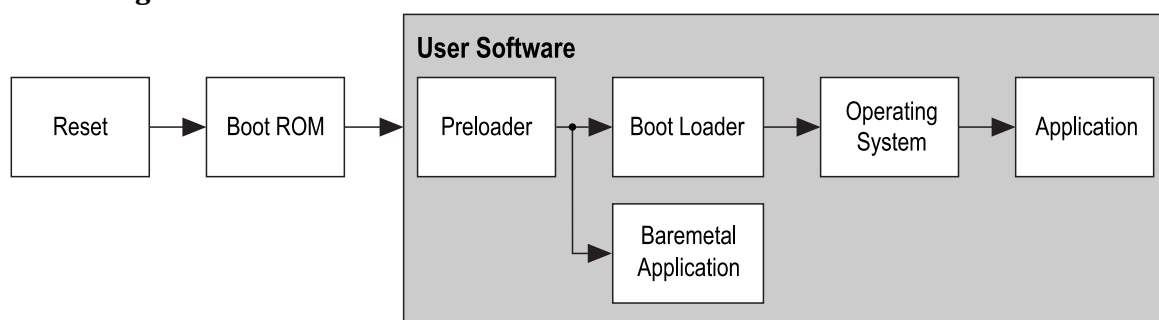 User Software
Reset
Boot ROM
Preloader
Boot Loader
Operating
System
Application
Baremetal
Application